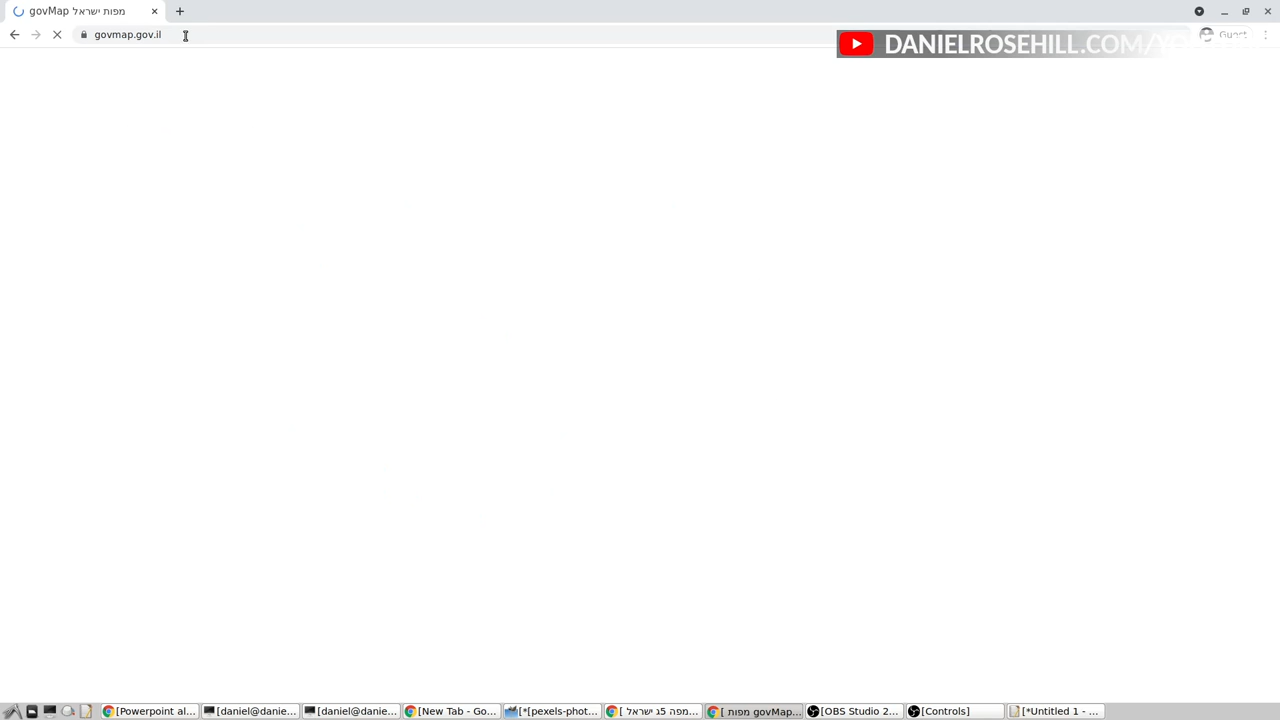 govMap מפות ישראל
govmap.gov.il
Guest
DANIELROSEHILL.COM/YO
[Powerpoint al...
[daniel@danie...
[daniel@danie...
[New Tab - Go...
[*[pexels-phot...
[ מפה 5ג ישראל...
[ מפות govMap...
[OBS Studio 2...
[Controls]
[*Untitled 1 - ...